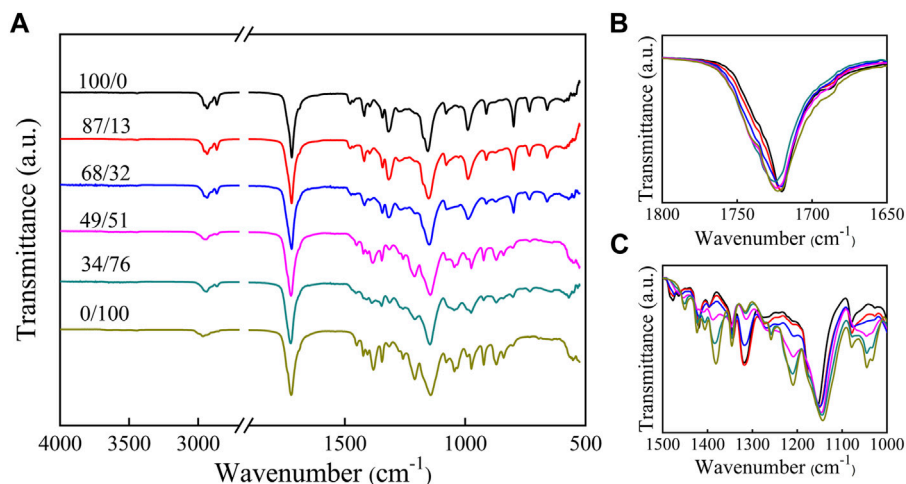 A
Transmittance (a.u.)
100/0
87/13
68/32
49/51
34/76
0/100
4000 3000 1500 1000 500
Wavenumber (cm⁻¹)
B
Transmittance (a.u.)
1800 1750 1700 1650
Wavenumber (cm⁻¹)
C
Transmittance (a.u.)
1500 1400 1300 1200 1100 1000
Wavenumber (cm⁻¹)